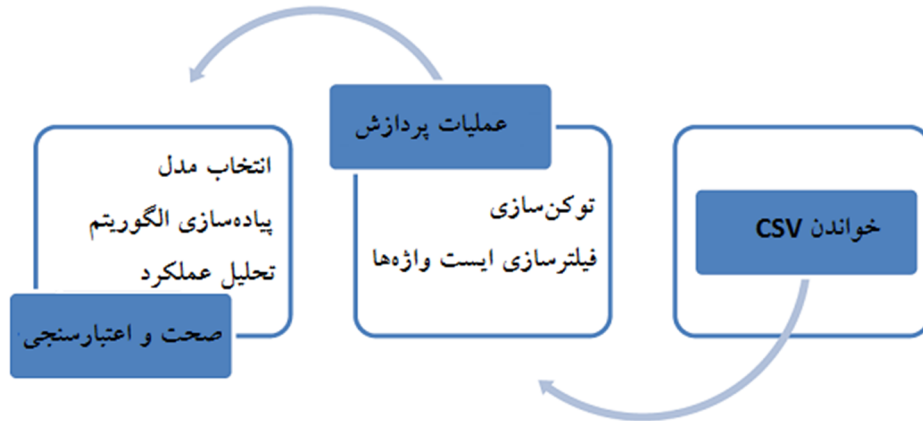 خواندن CSV
عملیات پردازش
توکن‌سازی
فیلترسازی ایست واژه‌ها
انتخاب مدل
پیاده‌سازی الگوریتم
تحلیل عملکرد
صحت و اعتبارسنجی